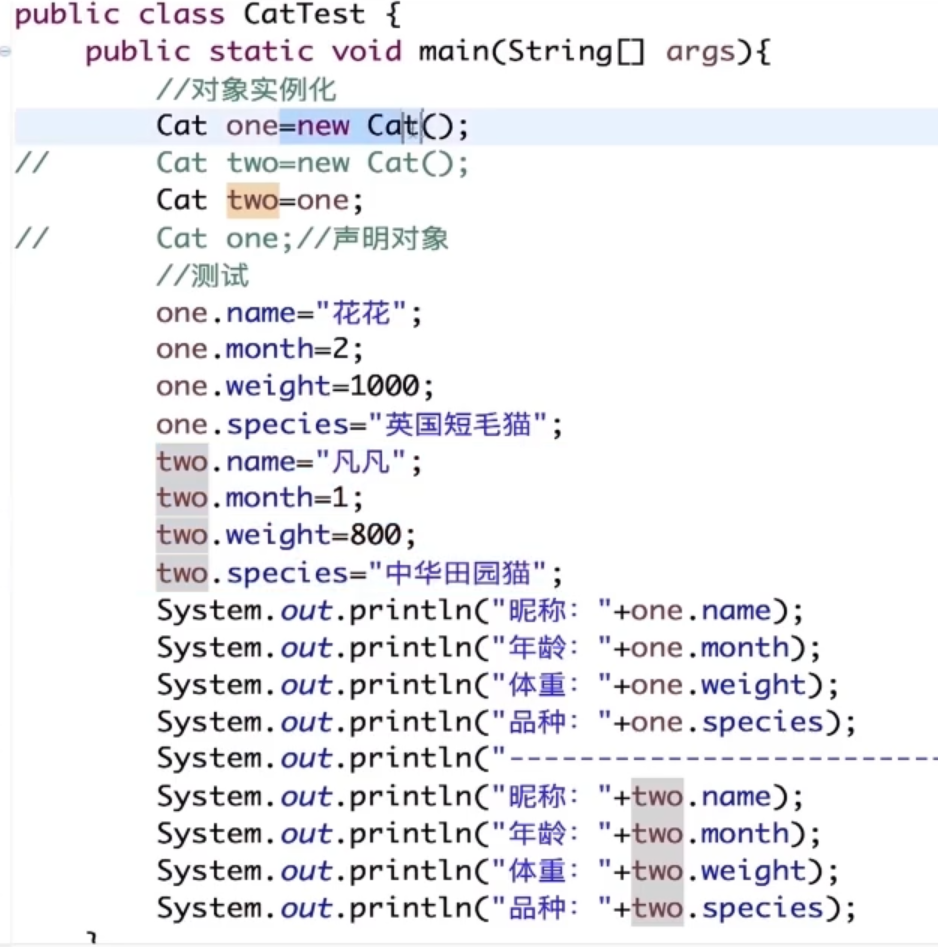 public class CatTest {
public static void main(String[] args){
//对象实例化
Cat one=new Cat();
// Cat two=new Cat();
Cat two=one;
// Cat one;//声明对象
//测试
one.name="花花";
one.month=2;
one.weight=1000;
one.species="英国短毛猫";
two.name="凡凡";
two.month=1;
two.weight=800;
two.species="中华田园猫";
System.out.println("昵称："+one.name);
System.out.println("年龄："+one.month);
System.out.println("体重："+one.weight);
System.out.println("品种："+one.species);
System.out.println("-------------------------
System.out.println("昵称："+two.name);
System.out.println("年龄："+two.month);
System.out.println("体重："+two.weight);
System.out.println("品种："+two.species);
}